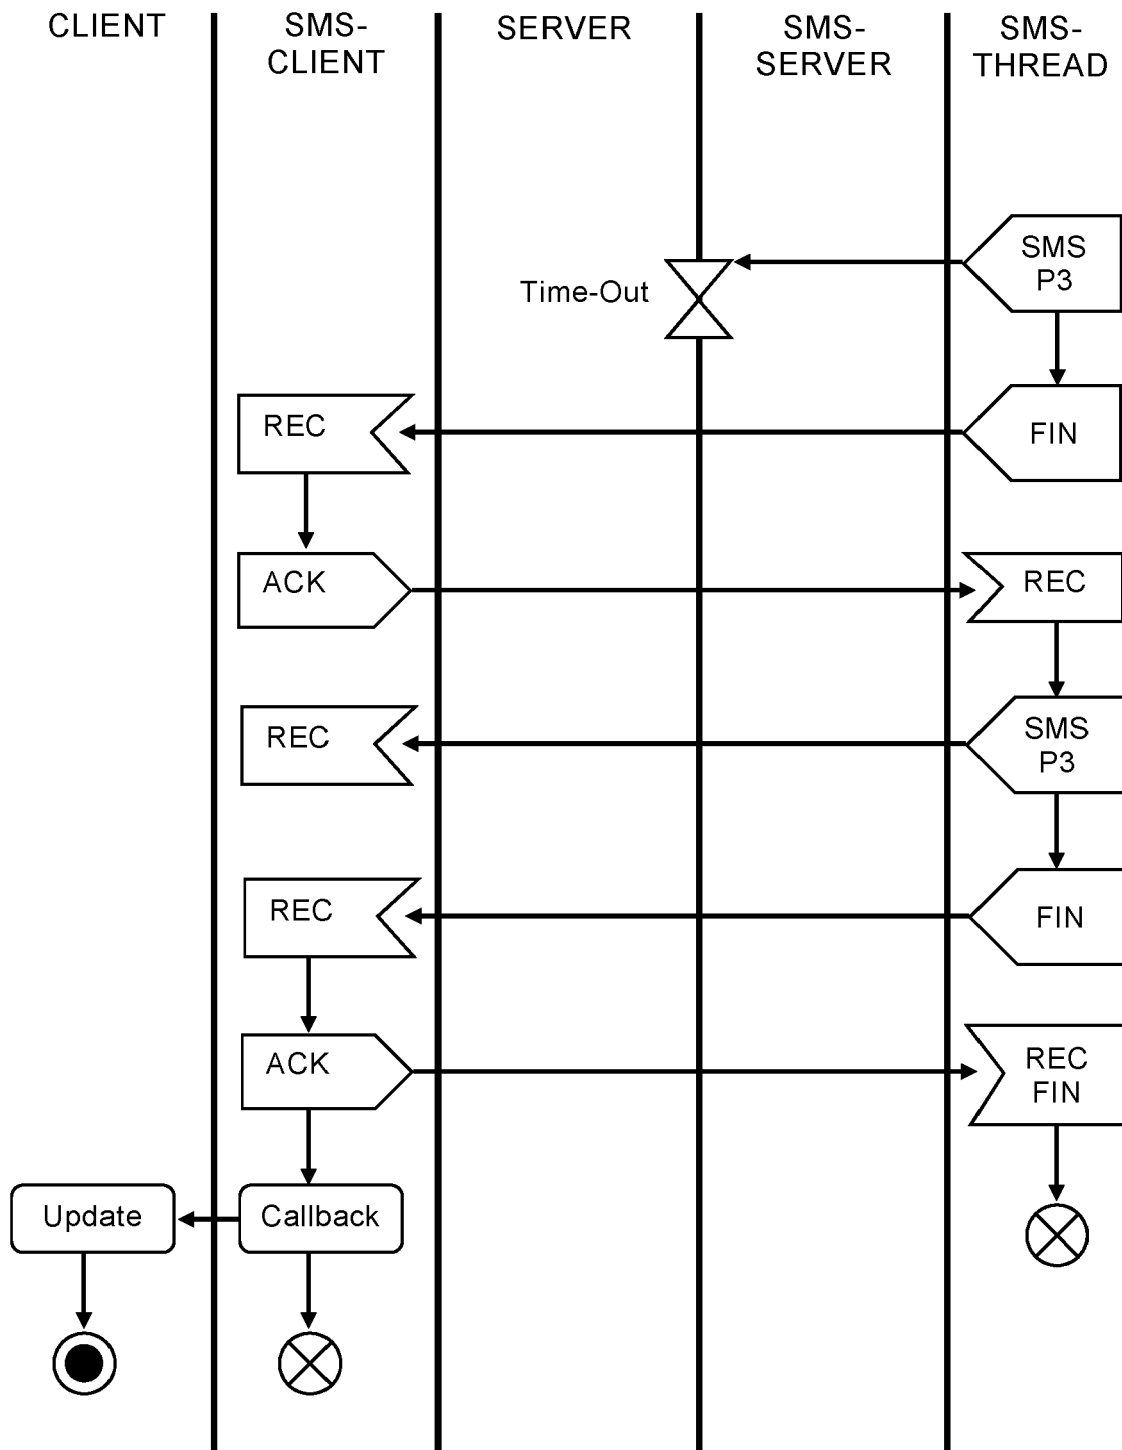 CLIENT
SMS-
CLIENT
SERVER
SMS-
SERVER
SMS-
THREAD
SMS
P3
Time-Out
REC
FIN
ACK
REC
REC
SMS
P3
REC
FIN
ACK
REC
FIN
Update
Callback